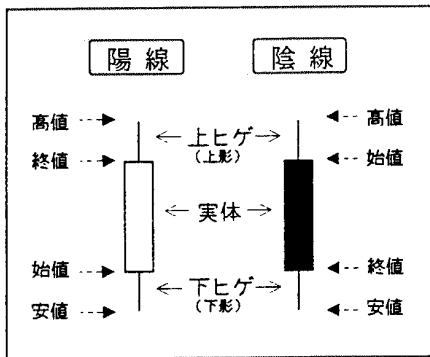 陽線 陰線
高値 高値
上ヒゲ
(上影)
終値 始値
実体
始値 終値
下ヒゲ
(下影)
安値 安値